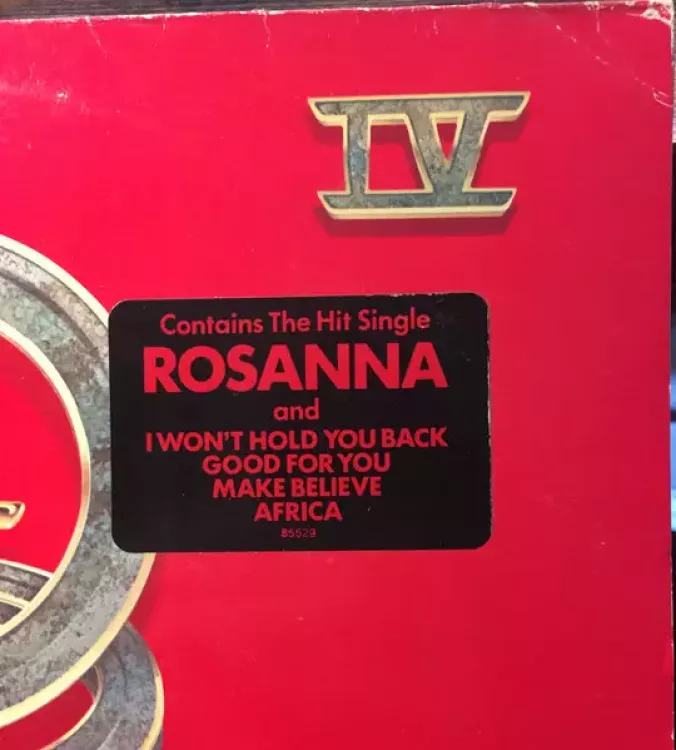 IV
Contains The Hit Single
ROSANNA
and
I WON'T HOLD YOU BACK
GOOD FOR YOU
MAKE BELIEVE
AFRICA
85529